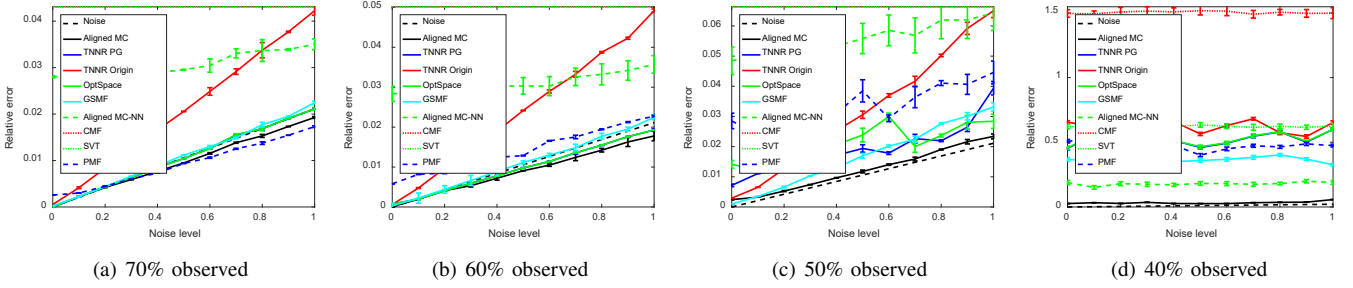 Relative error
0.04
0.03
0.02
0.01
0
0
0.2
0.4
0.6
0.8
1
Noise level
Noise
Aligned MC
TNNR PG
TNNR Origin
OptSpace
GSMF
Aligned MC-NN
CMF
SVT
PMF
(a) 70% observed
Relative error
0.05
0.04
0.03
0.02
0.01
0
0
0.2
0.4
0.6
0.8
1
Noise level
Noise
Aligned MC
TNNR PG
TNNR Origin
OptSpace
GSMF
Aligned MC-NN
CMF
SVT
PMF
(b) 60% observed
Relative error
0.06
0.04
0.02
0
0
0.2
0.4
0.6
0.8
1
Noise level
Noise
Aligned MC
TNNR PG
TNNR Origin
OptSpace
GSMF
Aligned MC-NN
CMF
SVT
PMF
(c) 50% observed
Relative error
1.5
1
0.5
0
0
0.2
0.4
0.6
0.8
1
Noise level
Noise
Aligned MC
TNNR PG
TNNR Origin
OptSpace
GSMF
Aligned MC-NN
CMF
SVT
PMF
(d) 40% observed